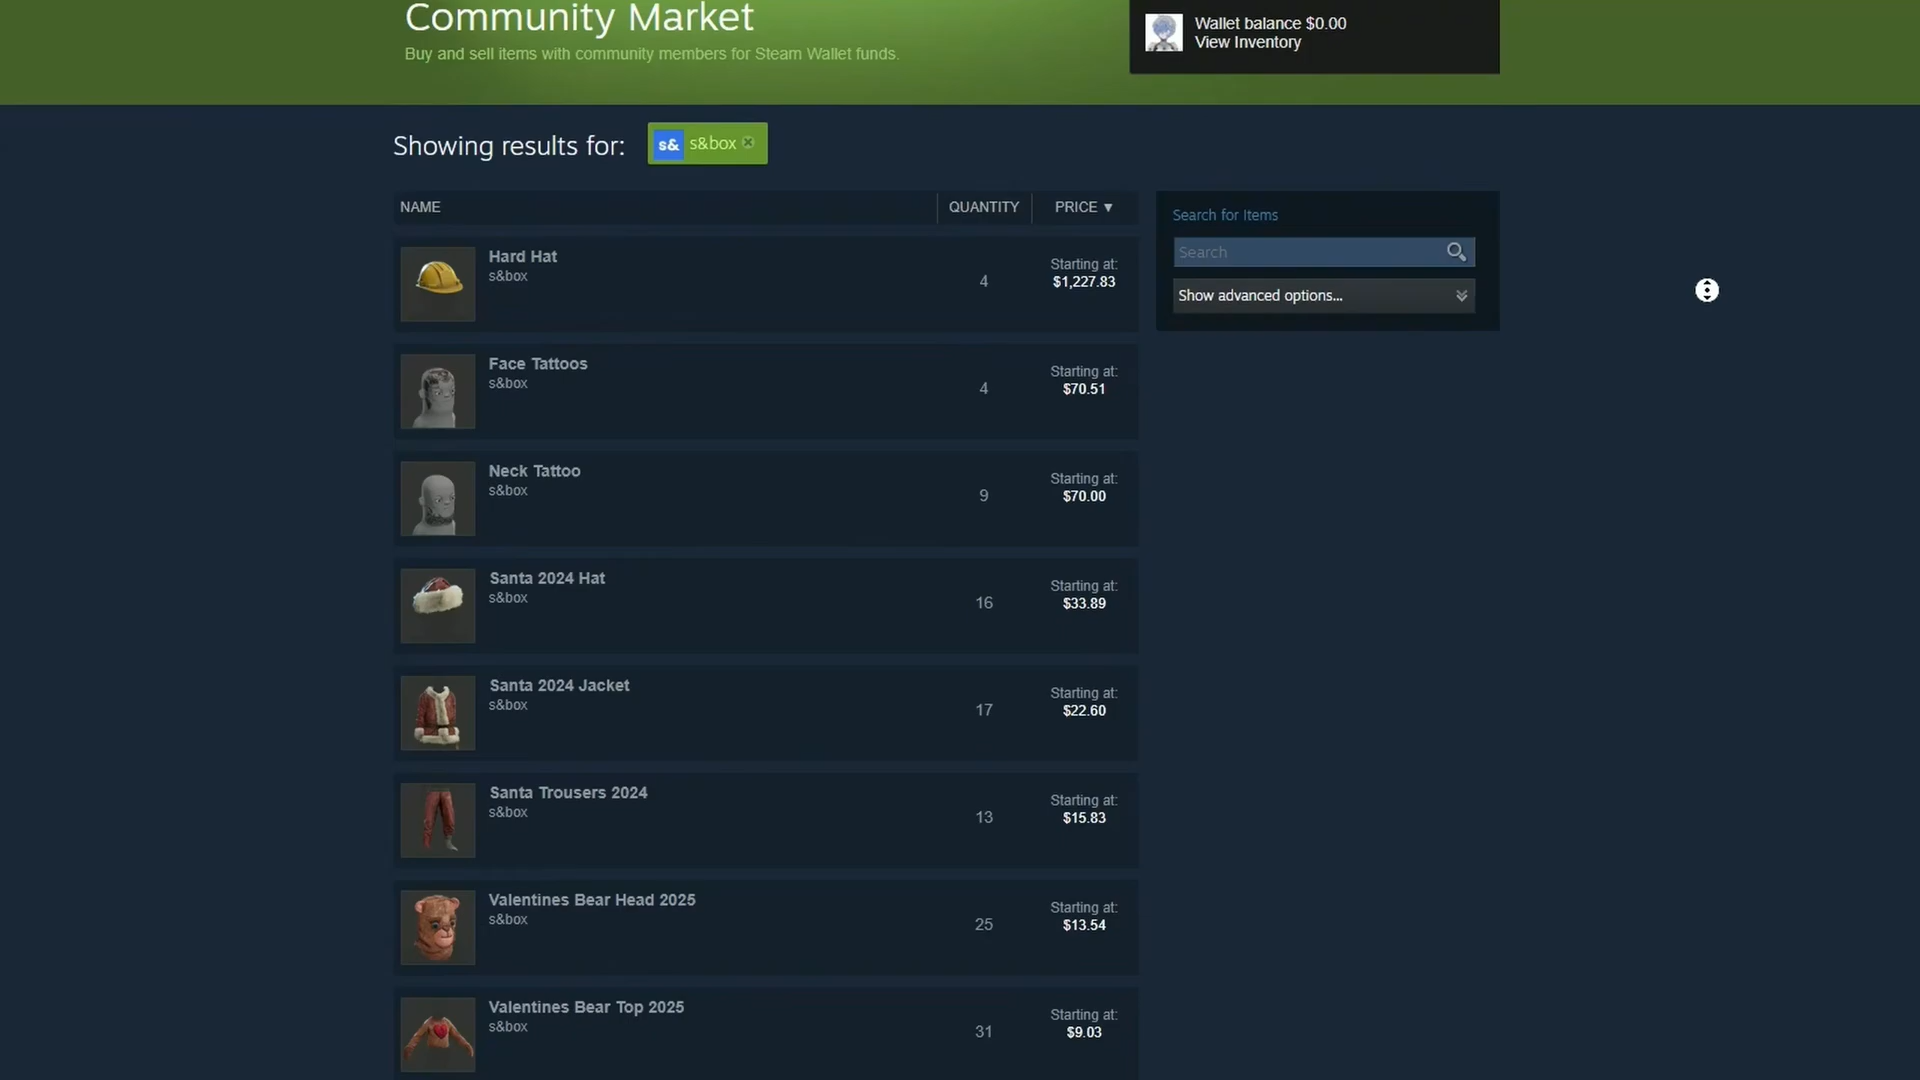 Community Market
Buy and sell items with community members for Steam Wallet funds.
Wallet balance $0.00
View Inventory
Showing results for:
s& s&box
NAME QUANTITY PRICE ▼
Hard Hat
s&box
4
Starting at:
$1,227.83
Face Tattoos
s&box
4
Starting at:
$70.51
Neck Tattoo
s&box
9
Starting at:
$70.00
Santa 2024 Hat
s&box
16
Starting at:
$33.89
Santa 2024 Jacket
s&box
17
Starting at:
$22.60
Santa Trousers 2024
s&box
13
Starting at:
$15.83
Valentines Bear Head 2025
s&box
25
Starting at:
$13.54
Valentines Bear Top 2025
s&box
31
Starting at:
$9.03
Search for Items
Search
Show advanced options...